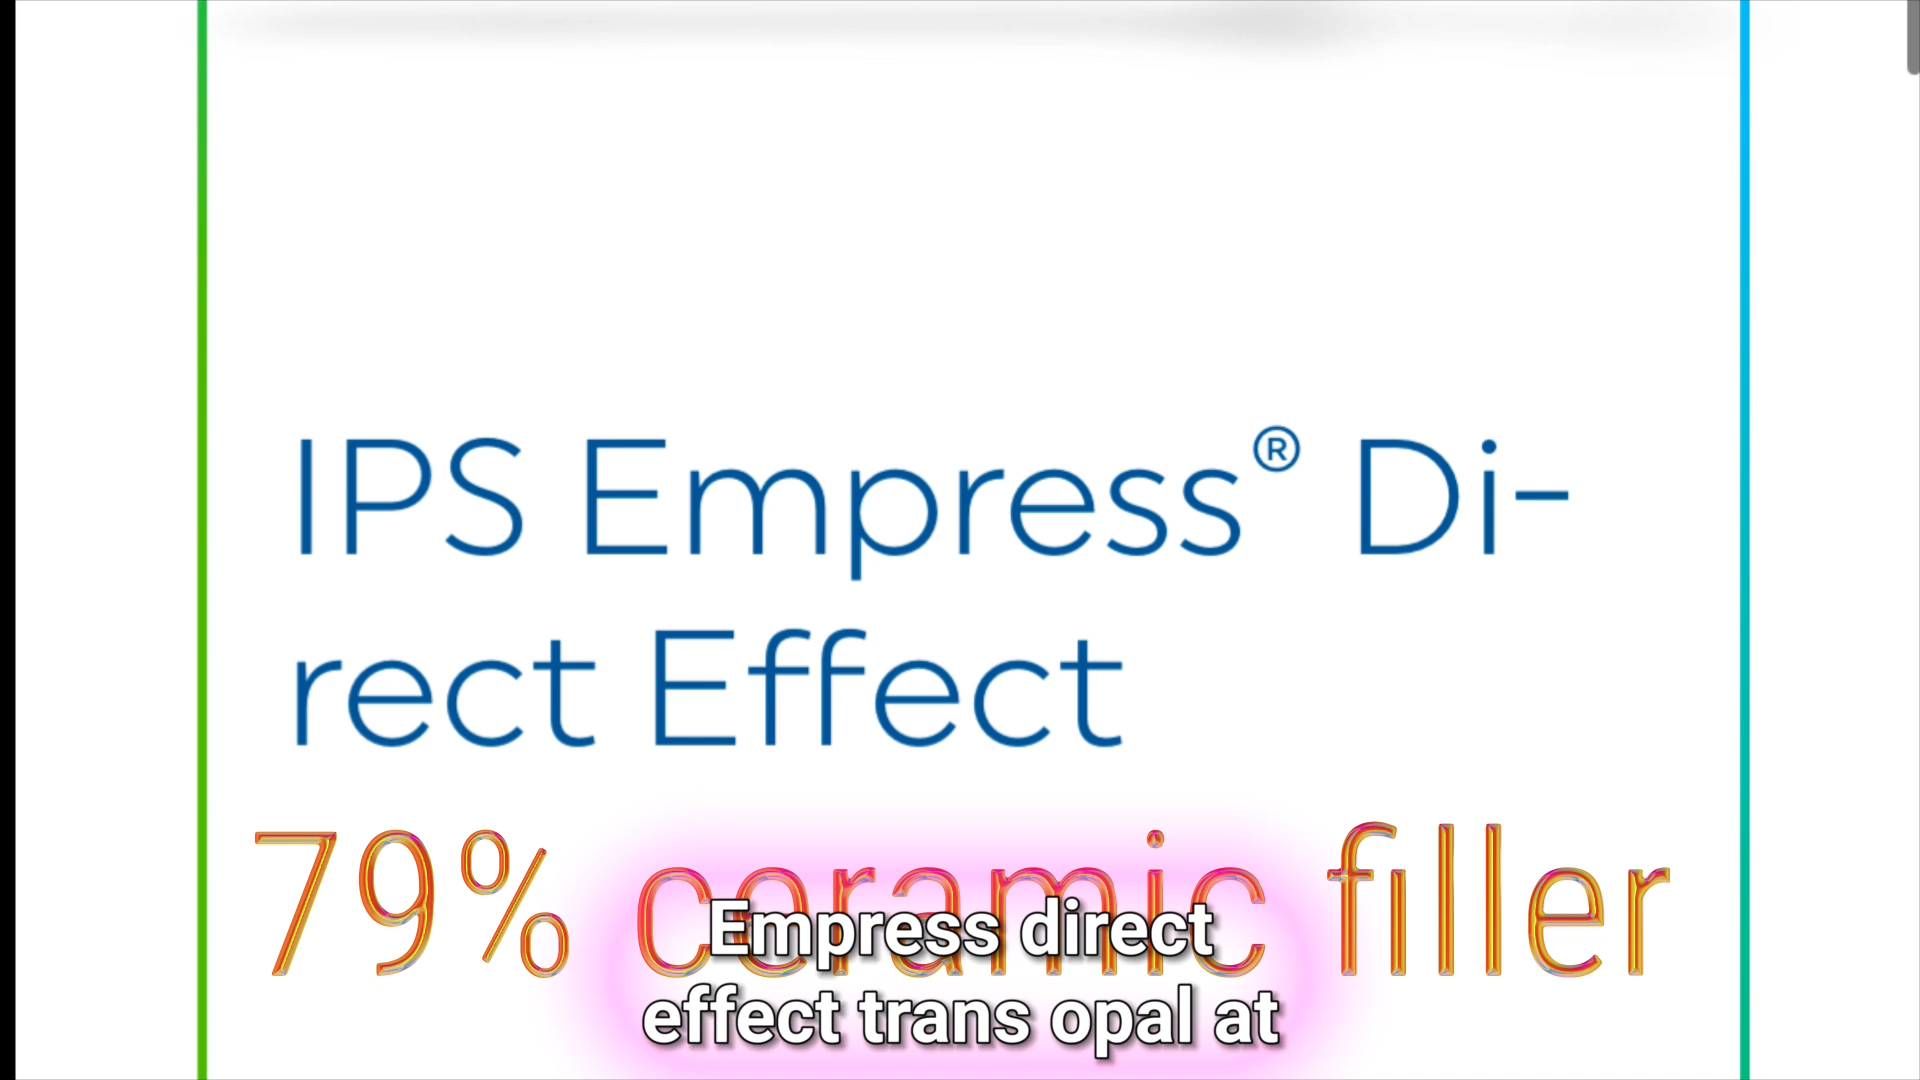 IPS Empress® Di-
rect Effect
79% ceramic filler
Empress direct
effect trans opal at